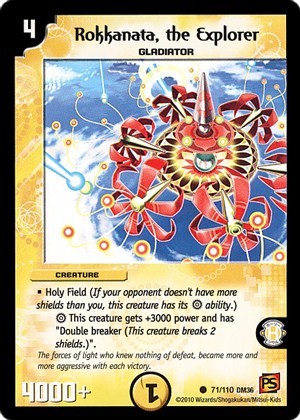 4
Rokkanata, the Explorer
GLADIATOR
CREATURE
▪ Holy Field (If your opponent doesn't have more
shields than you, this creature has its ☉ ability.)
☉ This creature gets +3000 power and has
"Double breaker (This creature breaks 2
shields.)".
The forces of light who knew nothing of defeat, became more and
more aggressive with each victory.
4000+
1
● 71/110 DM36
©2010 Wizards/Shogakukan/Mitsui-Kids
PS